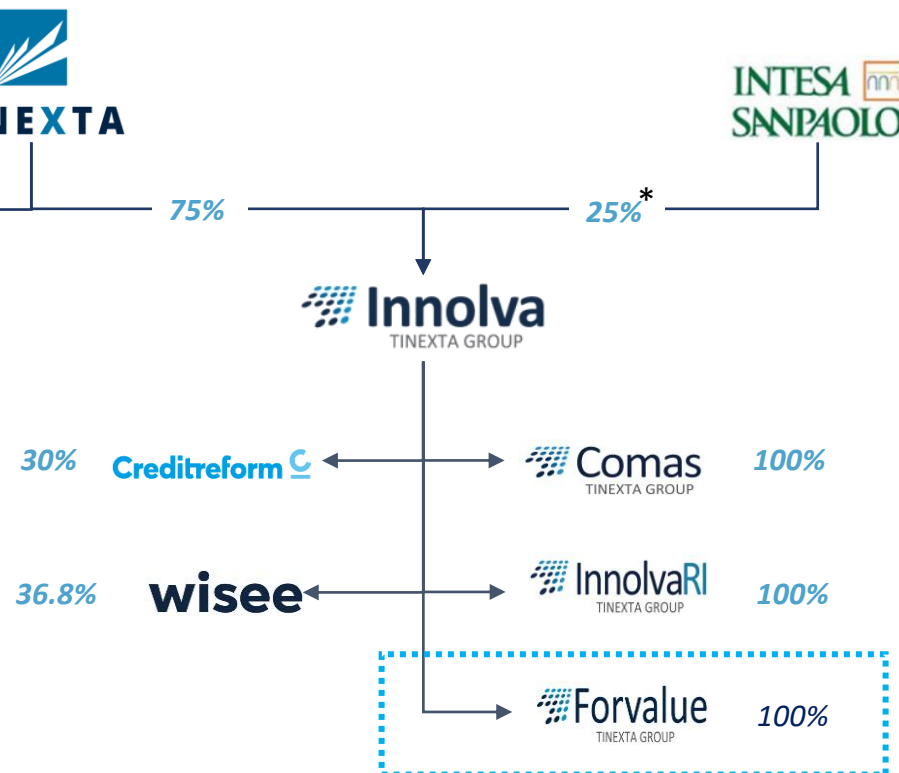 NEXTA
INTESA
SANPAOLO
75%
25%*
Innolva
TINEXTA GROUP
30%
Creditreform
Comas
TINEXTA GROUP
100%
36.8%
wisee
InnolvaRI
TINEXTA GROUP
100%
Forvalue
TINEXTA GROUP
100%